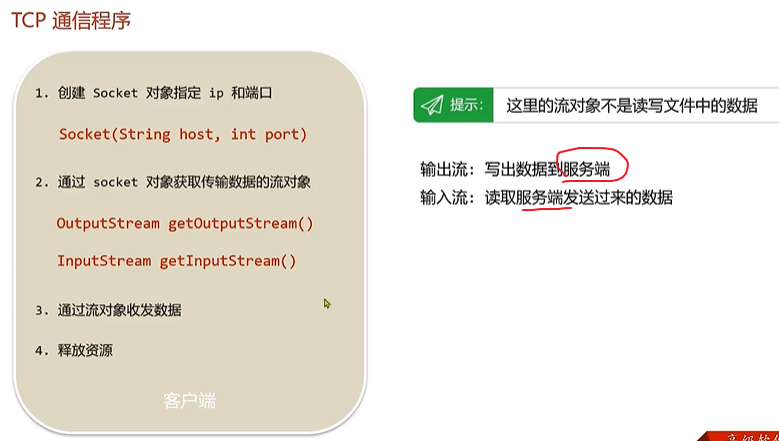 TCP 通信程序
1. 创建 Socket 对象指定 ip 和端口
Socket(String host, int port)
2. 通过 socket 对象获取传输数据的流对象
OutputStream getOutputStream()
InputStream getInputStream()
3. 通过流对象收发数据
4. 释放资源
客户端
提示: 这里的流对象不是读写文件中的数据
输出流: 写出数据到服务端
输入流: 读取服务端发送过来的数据